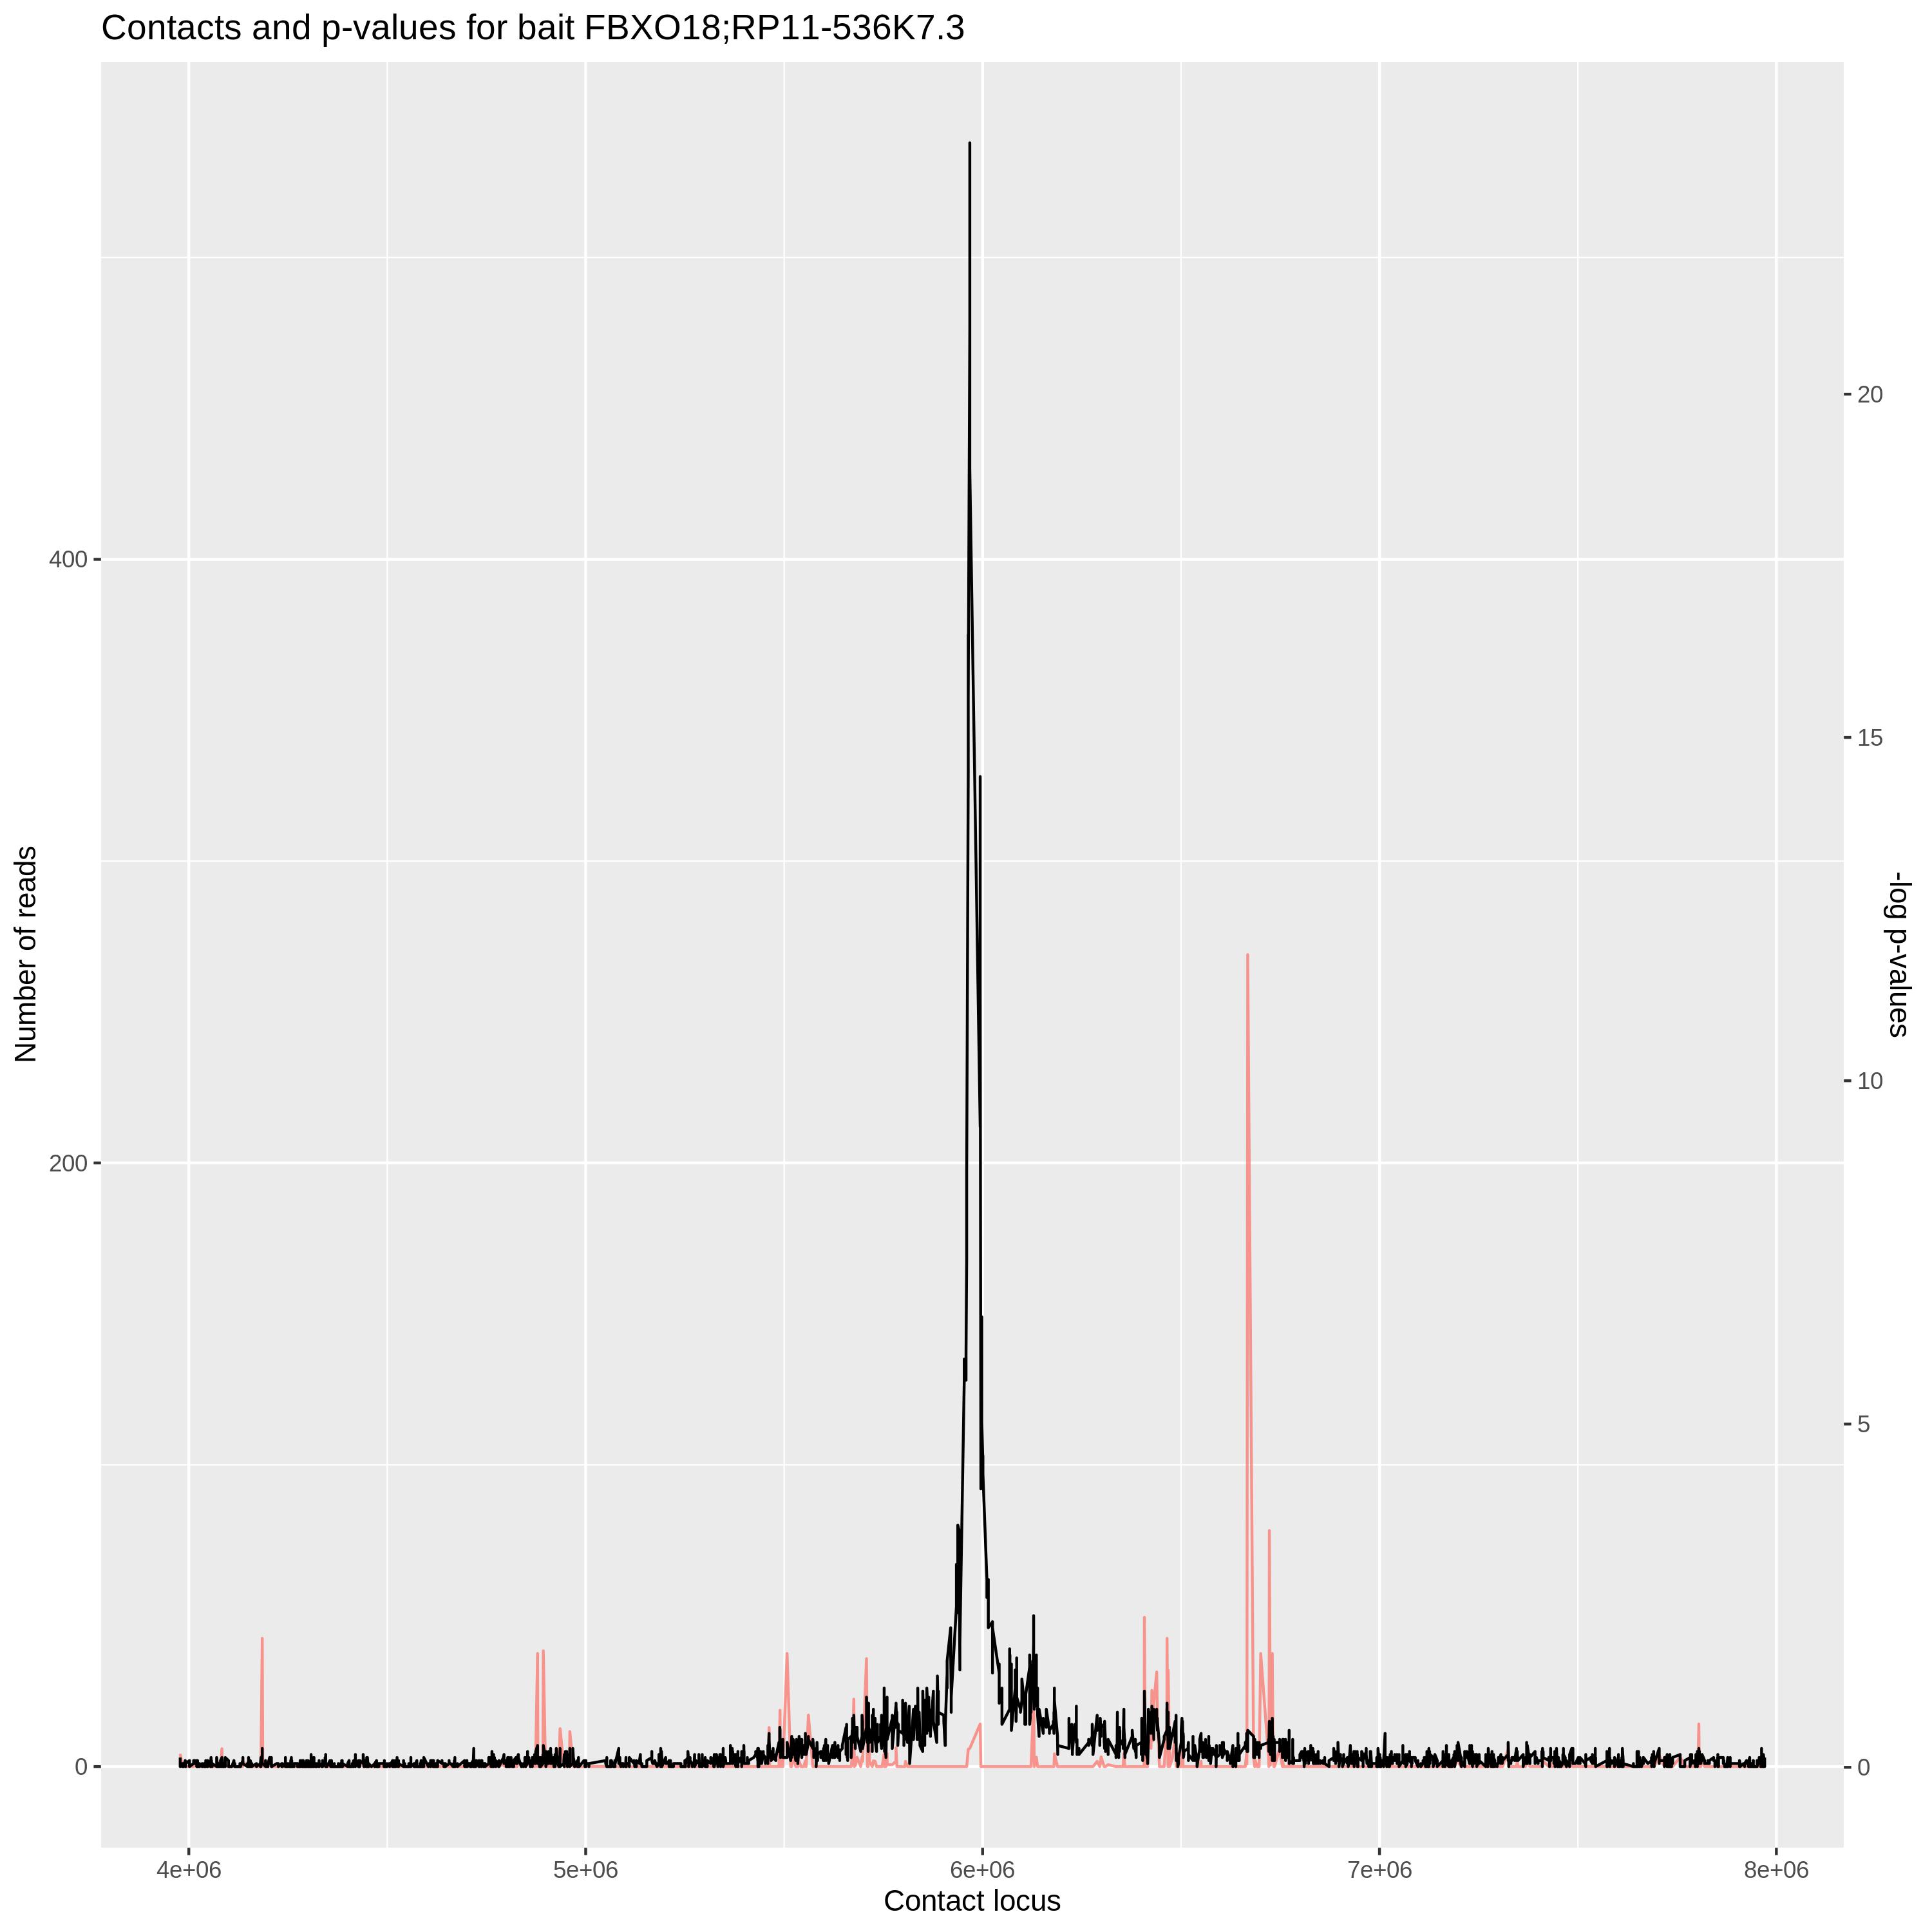 Contacts and p-values for bait FBXO18;RP11-536K7.3
Number of reads
400
200
0
20
15
10
5
0
-log p-values
4e+06 5e+06 6e+06 7e+06 8e+06
Contact locus